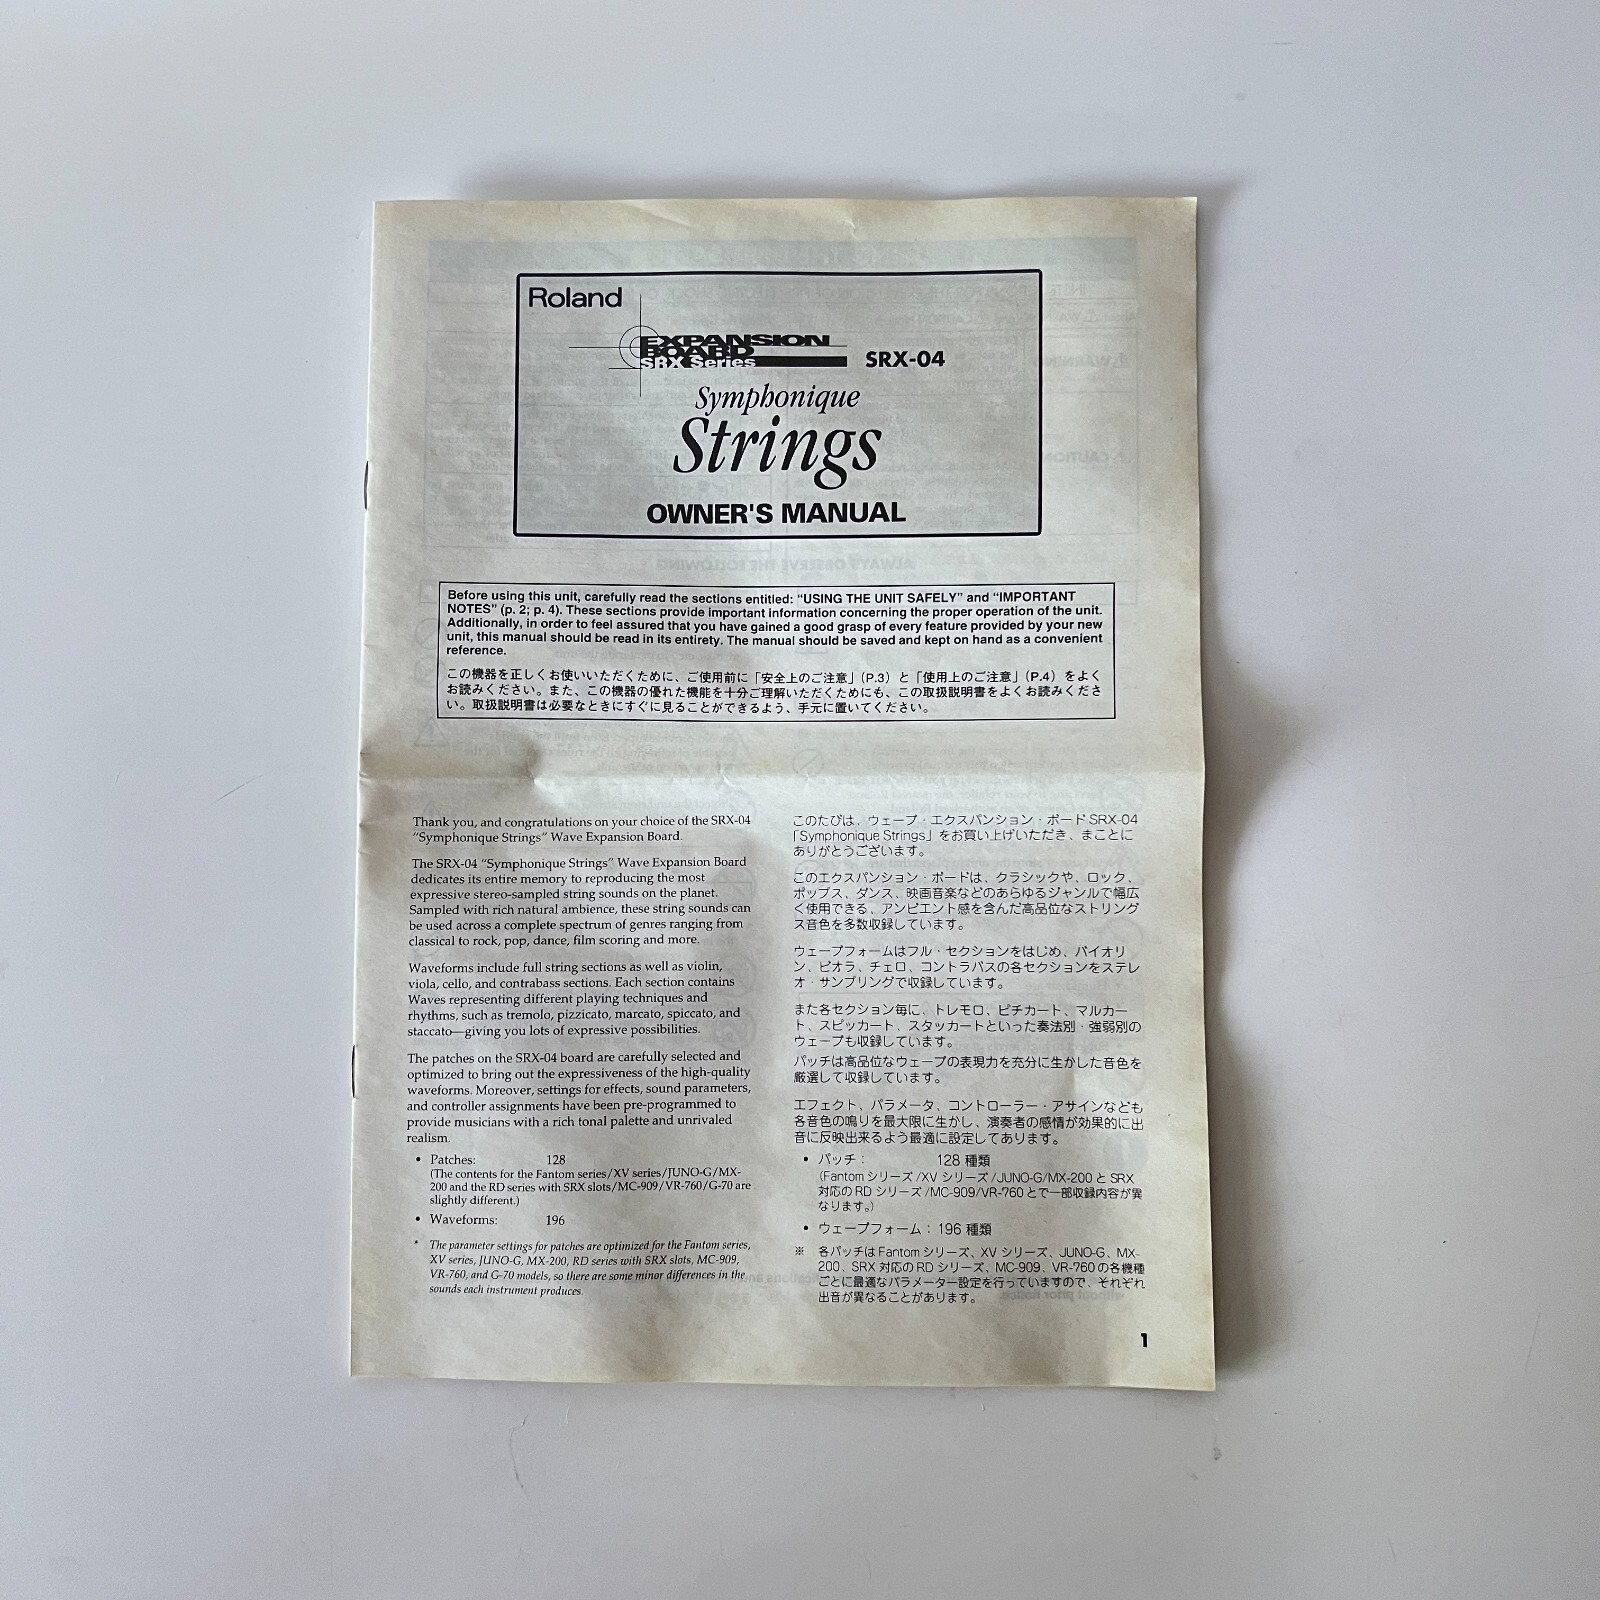 Roland
EXPANSION
BOARD
SRX Series
SRX-04
Symphonique
Strings
OWNER'S MANUAL
Before using this unit, carefully read the sections entitled: “USING THE UNIT SAFELY” and “IMPORTANT
NOTES” (p. 2; p. 4). These sections provide important information concerning the proper operation of the unit.
Additionally, in order to feel assured that you have gained a good grasp of every feature provided by your new
unit, this manual should be read in its entirety. The manual should be saved and kept on hand as a convenient
reference.
この機器を正しくお使いいただくために、ご使用前に「安全上のご注意」(P.3) と「使用上のご注意」(P.4) をよく
お読みください。また、この機器の優れた機能を十分ご理解いただくためにも、この取扱説明書をよくお読みくださ
い。取扱説明書は必要なときにすぐに見ることができるよう、手元に置いてください。
Thank you, and congratulations on your choice of the SRX-04
“Symphonique Strings” Wave Expansion Board.
The SRX-04 “Symphonique Strings” Wave Expansion Board
dedicates its entire memory to reproducing the most
expressive stereo-sampled string sounds on the planet.
Sampled with rich natural ambience, these string sounds can
be used across a complete spectrum of genres ranging from
classical to rock, pop, dance, film scoring and more.
Waveforms include full string sections as well as violin,
viola, cello, and contrabass sections. Each section contains
Waves representing different playing techniques and
rhythms, such as tremolo, pizzicato, marcato, spiccato, and
staccato—giving you lots of expressive possibilities.
The patches on the SRX-04 board are carefully selected and
optimized to bring out the expressiveness of the high-quality
waveforms. Moreover, settings for effects, sound parameters,
and controller assignments have been pre-programmed to
provide musicians with a rich tonal palette and unrivaled
realism.
• Patches: 128
(The contents for the Fantom series/XV series/JUNO-G/MX-
200 and the RD series with SRX slots/MC-909/VR-760/G-70 are
slightly different.)
• Waveforms: 196
* The parameter settings for patches are optimized for the Fantom series,
XV series, JUNO-G, MX-200, RD series with SRX slots, MC-909,
VR-760, and G-70 models, so there are some minor differences in the
sounds each instrument produces.
このたびは、ウェーブ・エクスパンション・ボード SRX-04
「Symphonique Strings」をお買い上げいただき、まことに
ありがとうございます。
このエクスパンション・ボードは、クラシックや、ロック、
ポップス、ダンス、映画音楽などのあらゆるジャンルで幅広
く使用できる、アンビエント感を含んだ高品位なストリング
ス音色を多数収録しています。
ウェーブフォームはフル・セクションをはじめ、バイオリ
ン、ビオラ、チェロ、コントラバスの各セクションをステレ
オ・サンプリングで収録しています。
また各セクション毎に、トレモロ、ピチカート、マルカー
ト、スピッカート、スタッカートといった奏法別・強弱別の
ウェーブも収録しています。
パッチは高品位なウェーブの表現力を充分に生かした音色を
厳選して収録しています。
エフェクト、パラメータ、コントローラー・アサインなども
各音色の鳴りを最大限に生かし、演奏者の感情が効果的に出
音に反映出来るよう最適に設定してあります。
• パッチ： 128 種類
(Fantom シリーズ /XV シリーズ /JUNO-G/MX-200 と SRX
対応の RD シリーズ /MC-909/VR-760 とで一部収録内容が異
なります。)
• ウェーブフォーム： 196 種類
※ 各パッチは Fantom シリーズ、XV シリーズ、JUNO-G、MX-
200、SRX 対応の RD シリーズ、MC-909、VR-760 の各機種
ごとに最適なパラメーター設定を行っていますので、それぞれ
出音が異なることがあります。
1